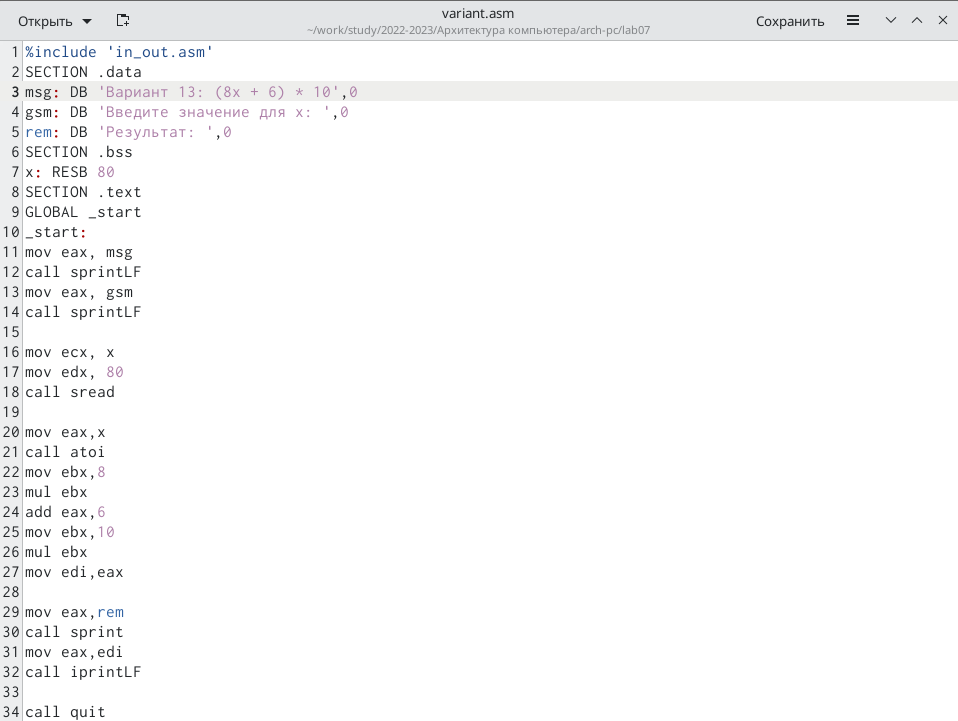 Открыть
variant.asm
~/work/study/2022-2023/Архитектура компьютера/arch-pc/lab07
Сохранить
1 %include 'in_out.asm'
2 SECTION .data
3 msg: DB 'Вариант 13: (8x + 6) * 10',0
4 gsm: DB 'Введите значение для x: ',0
5 rem: DB 'Результат: ',0
6 SECTION .bss
7 x: RESB 80
8 SECTION .text
9 GLOBAL _start
10 _start:
11 mov eax, msg
12 call sprintLF
13 mov eax, gsm
14 call sprintLF
15
16 mov ecx, x
17 mov edx, 80
18 call sread
19
20 mov eax,x
21 call atoi
22 mov ebx,8
23 mul ebx
24 add eax,6
25 mov ebx,10
26 mul ebx
27 mov edi,eax
28
29 mov eax,rem
30 call sprint
31 mov eax,edi
32 call iprintLF
33
34 call quit